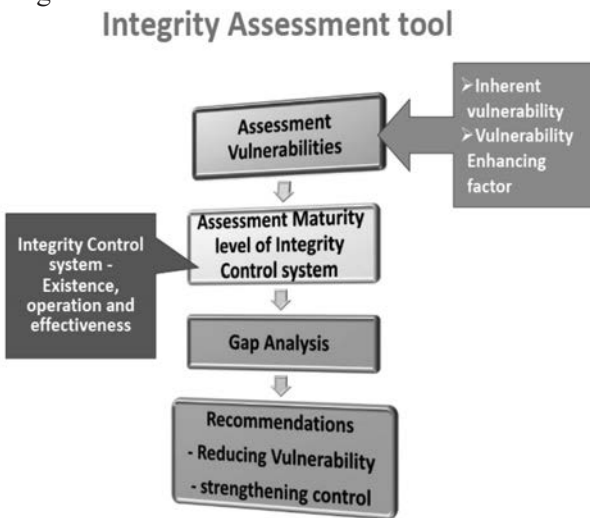 Integrity Assessment tool
➢Inherent
vulnerability
➢Vulnerability
Enhancing
factor
Assessment
Vulnerabilities
Assessment Maturity
level of Integrity
Control system
Integrity Control
system -
Existence,
operation and
effectiveness
Gap Analysis
Recommendations
- Reducing Vulnerability
- strengthening control